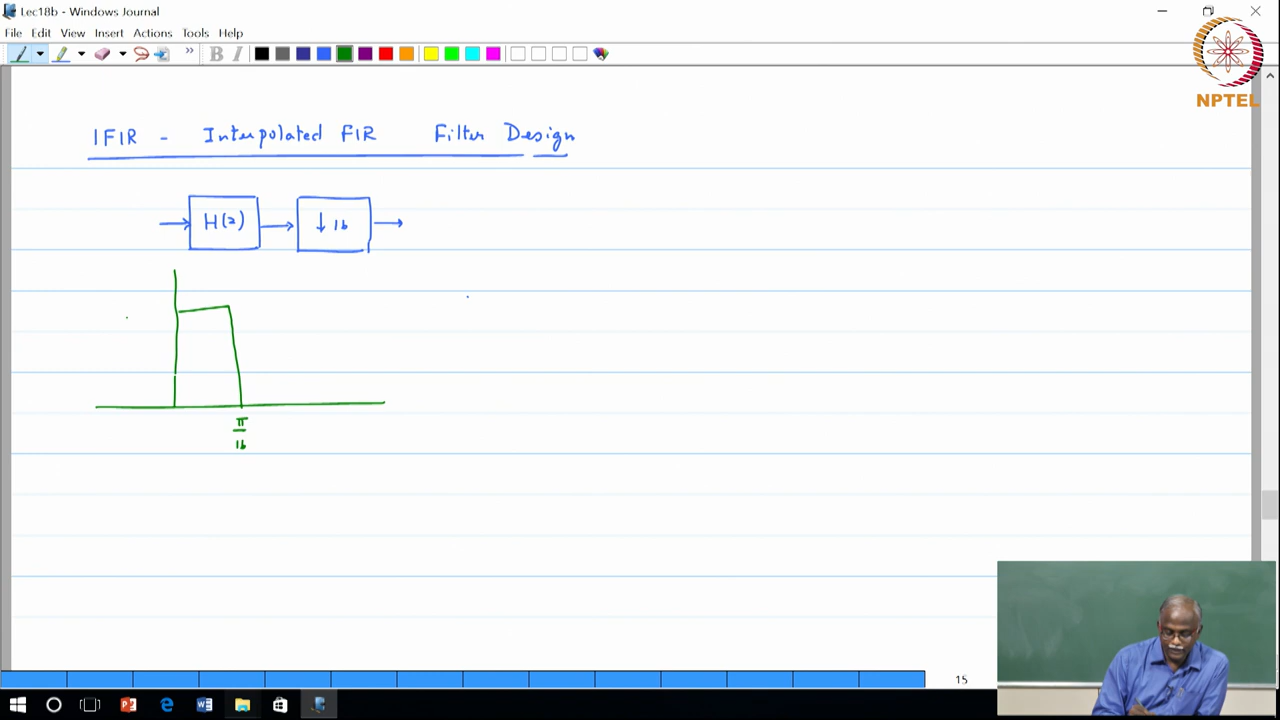 Lec18b - Windows Journal
File Edit View Insert Actions Tools Help
B I
NPTEL
IFIR - Interpolated FIR Filter Design
H(z) ↓ 16
π
16
15